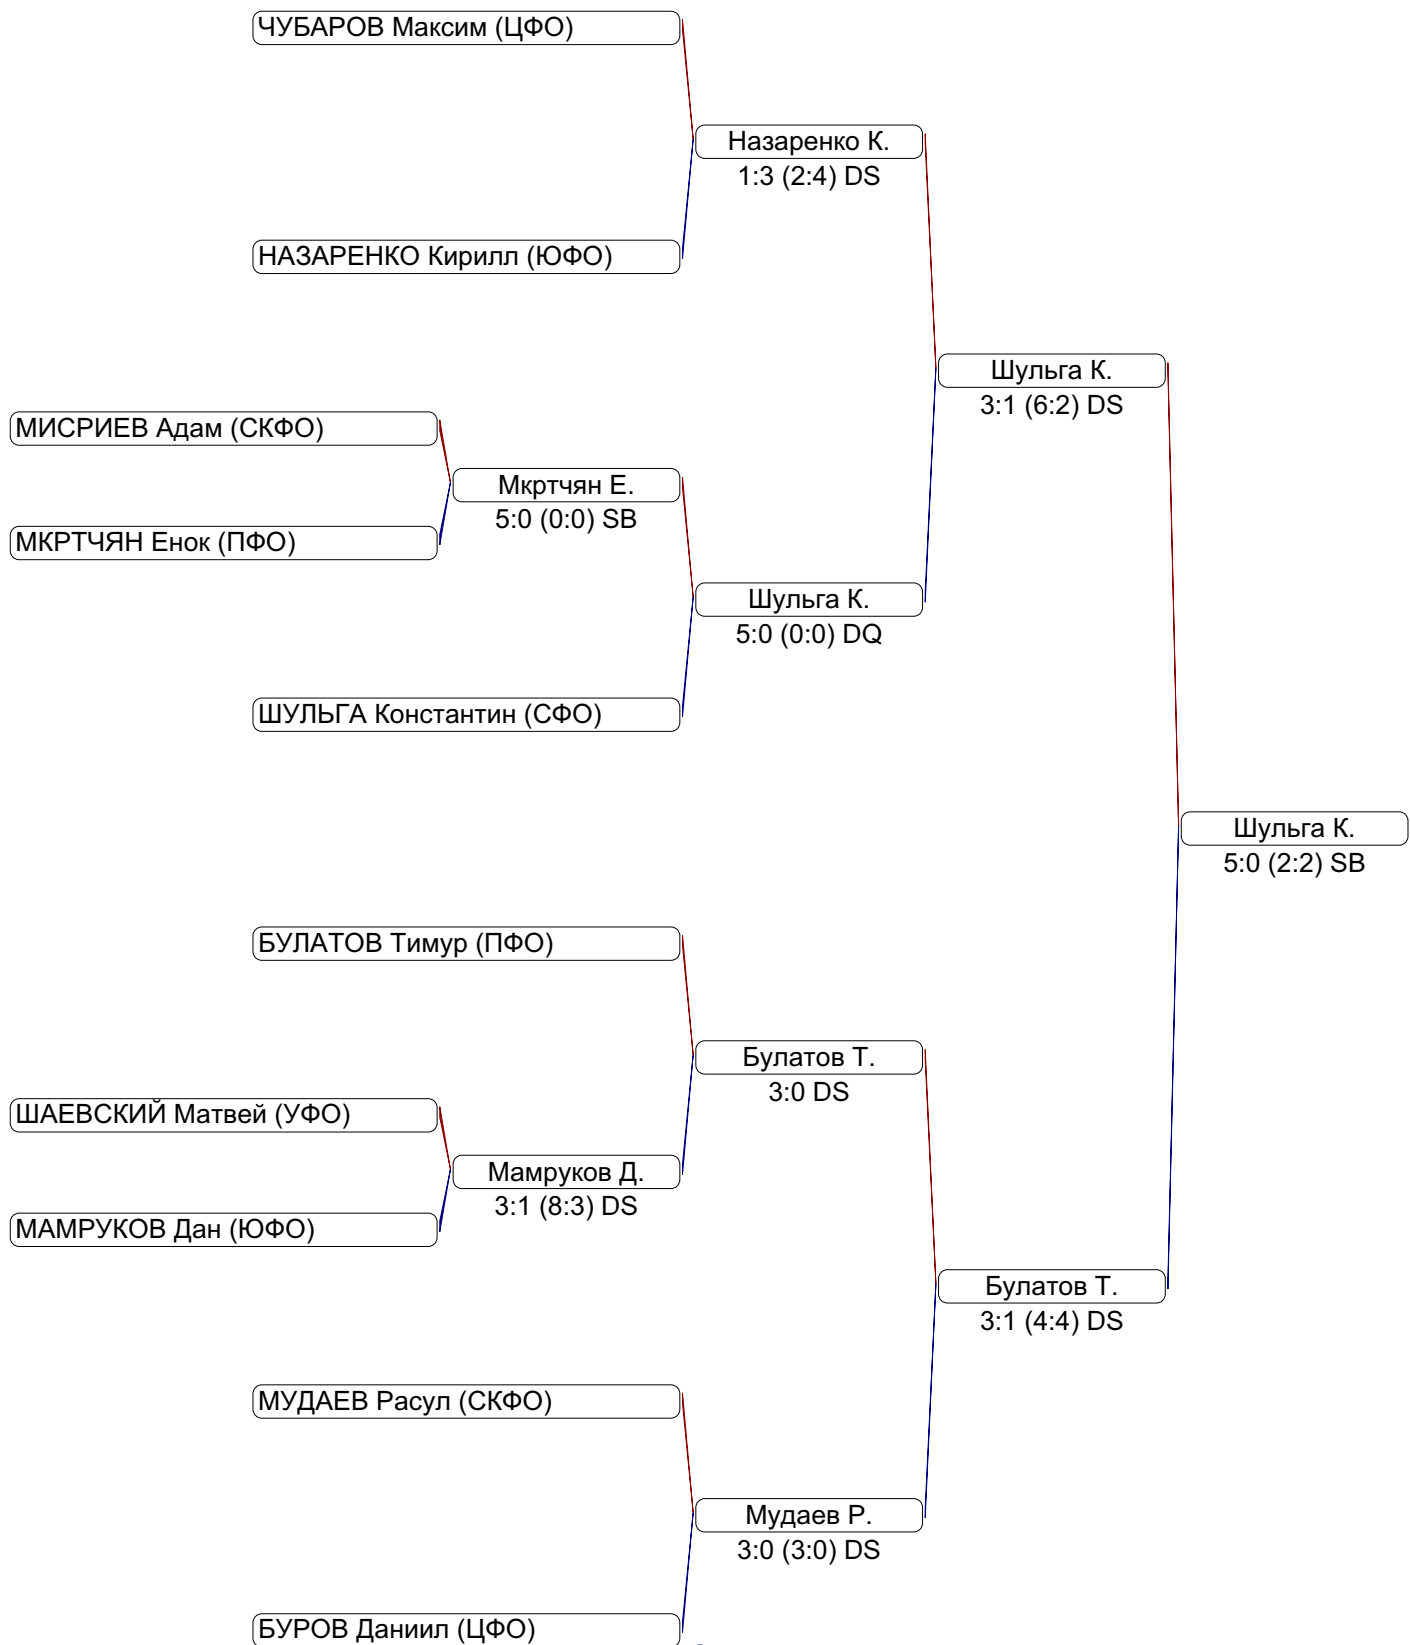 ЧУБАРОВ Максим (ЦФО)
Назаренко К.
1:3 (2:4) DS
НАЗАРЕНКО Кирилл (ЮФО)
Шульга К.
3:1 (6:2) DS
МИСРИЕВ Адам (СКФО)
Мкртчян Е.
5:0 (0:0) SB
МКРТЧЯН Енок (ПФО)
Шульга К.
5:0 (0:0) DQ
ШУЛЬГА Константин (СФО)
Шульга К.
5:0 (2:2) SB
БУЛАТОВ Тимур (ПФО)
Булатов Т.
3:0 DS
ШАЕВСКИЙ Матвей (УФО)
Мамруков Д.
3:1 (8:3) DS
МАМРУКОВ Дан (ЮФО)
Булатов Т.
3:1 (4:4) DS
МУДАЕВ Расул (СКФО)
Мудаев Р.
3:0 (3:0) DS
БУРОВ Даниил (ЦФО)